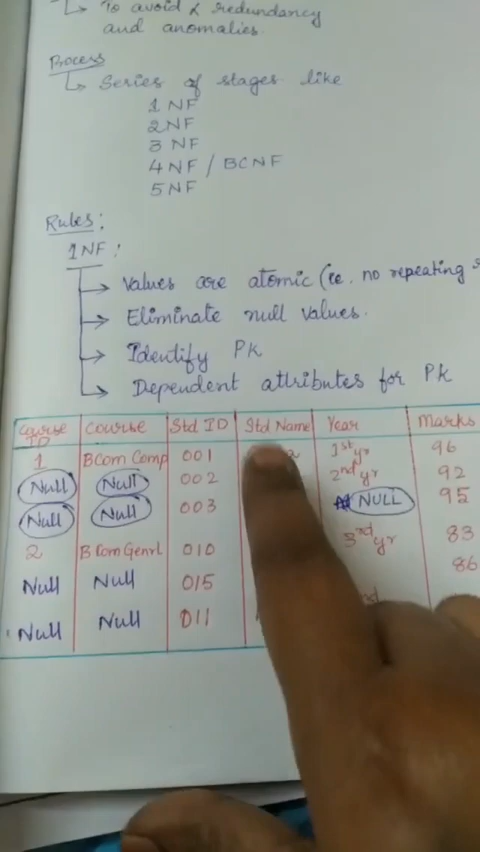 To avoid redundancy
and anomalies.
Process
Series of stages like
1 NF
2 NF
3 NF
4 NF / BCNF
5 NF
Rules:
1NF:
Values are atomic (ie. no repeating
Eliminate null values.
Identify PK
Dependent attributes for PK
Course ID Course Std ID Std Name Year Marks
1 BCom Comp 001 1st yr 96
Null Null 002 2nd yr 92
Null Null 003 NULL 95
2 BCom Genrl 010 3rd yr 83
Null Null 015 86
Null Null 011